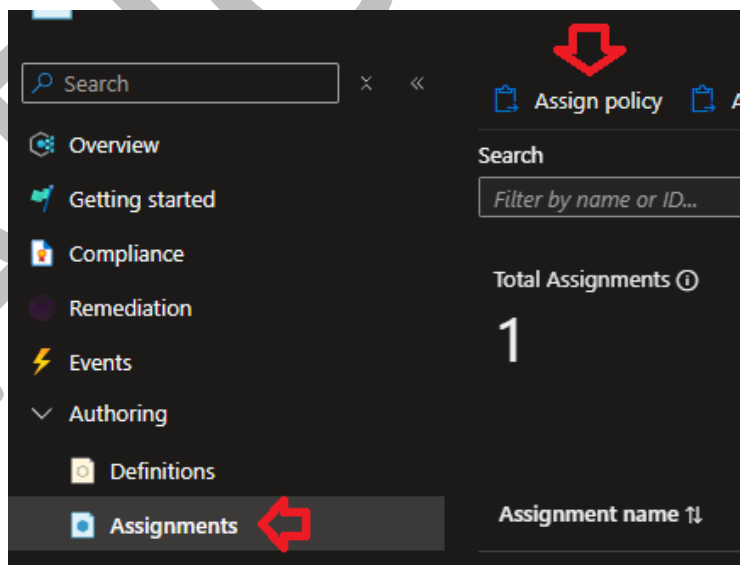 Search
Overview
Getting started
Compliance
Remediation
Events
Authoring
Definitions
Assignments
Assign policy
Search
Filter by name or ID...
Total Assignments
1
Assignment name